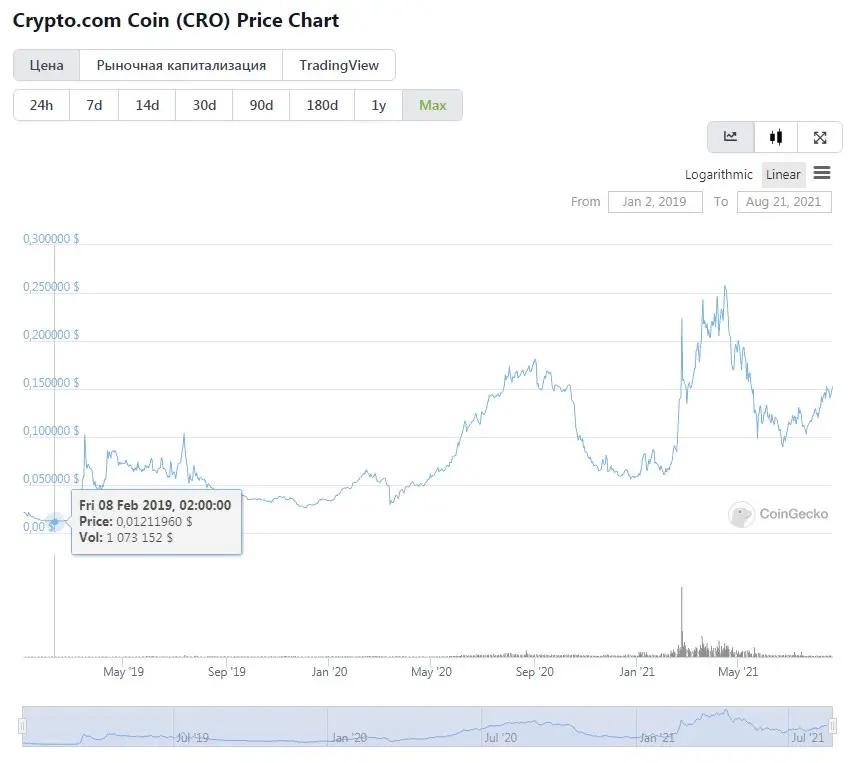 Crypto.com Coin (CRO) Price Chart
Цена Рыночная капитализация TradingView
24h 7d 14d 30d 90d 180d 1y Max
Logarithmic Linear
From Jan 2, 2019 To Aug 21, 2021
0,300000 $
0,250000 $
0,200000 $
0,150000 $
0,100000 $
0,050000 $
0,00 $
Fri 08 Feb 2019, 02:00:00
Price: 0,01211960 $
Vol: 1 073 152 $
CoinGecko
May '19 Sep '19 Jan '20 May '20 Sep '20 Jan '21 May '21
Jul '19 Jan '20 Jul '20 Jan '21 Jul '21